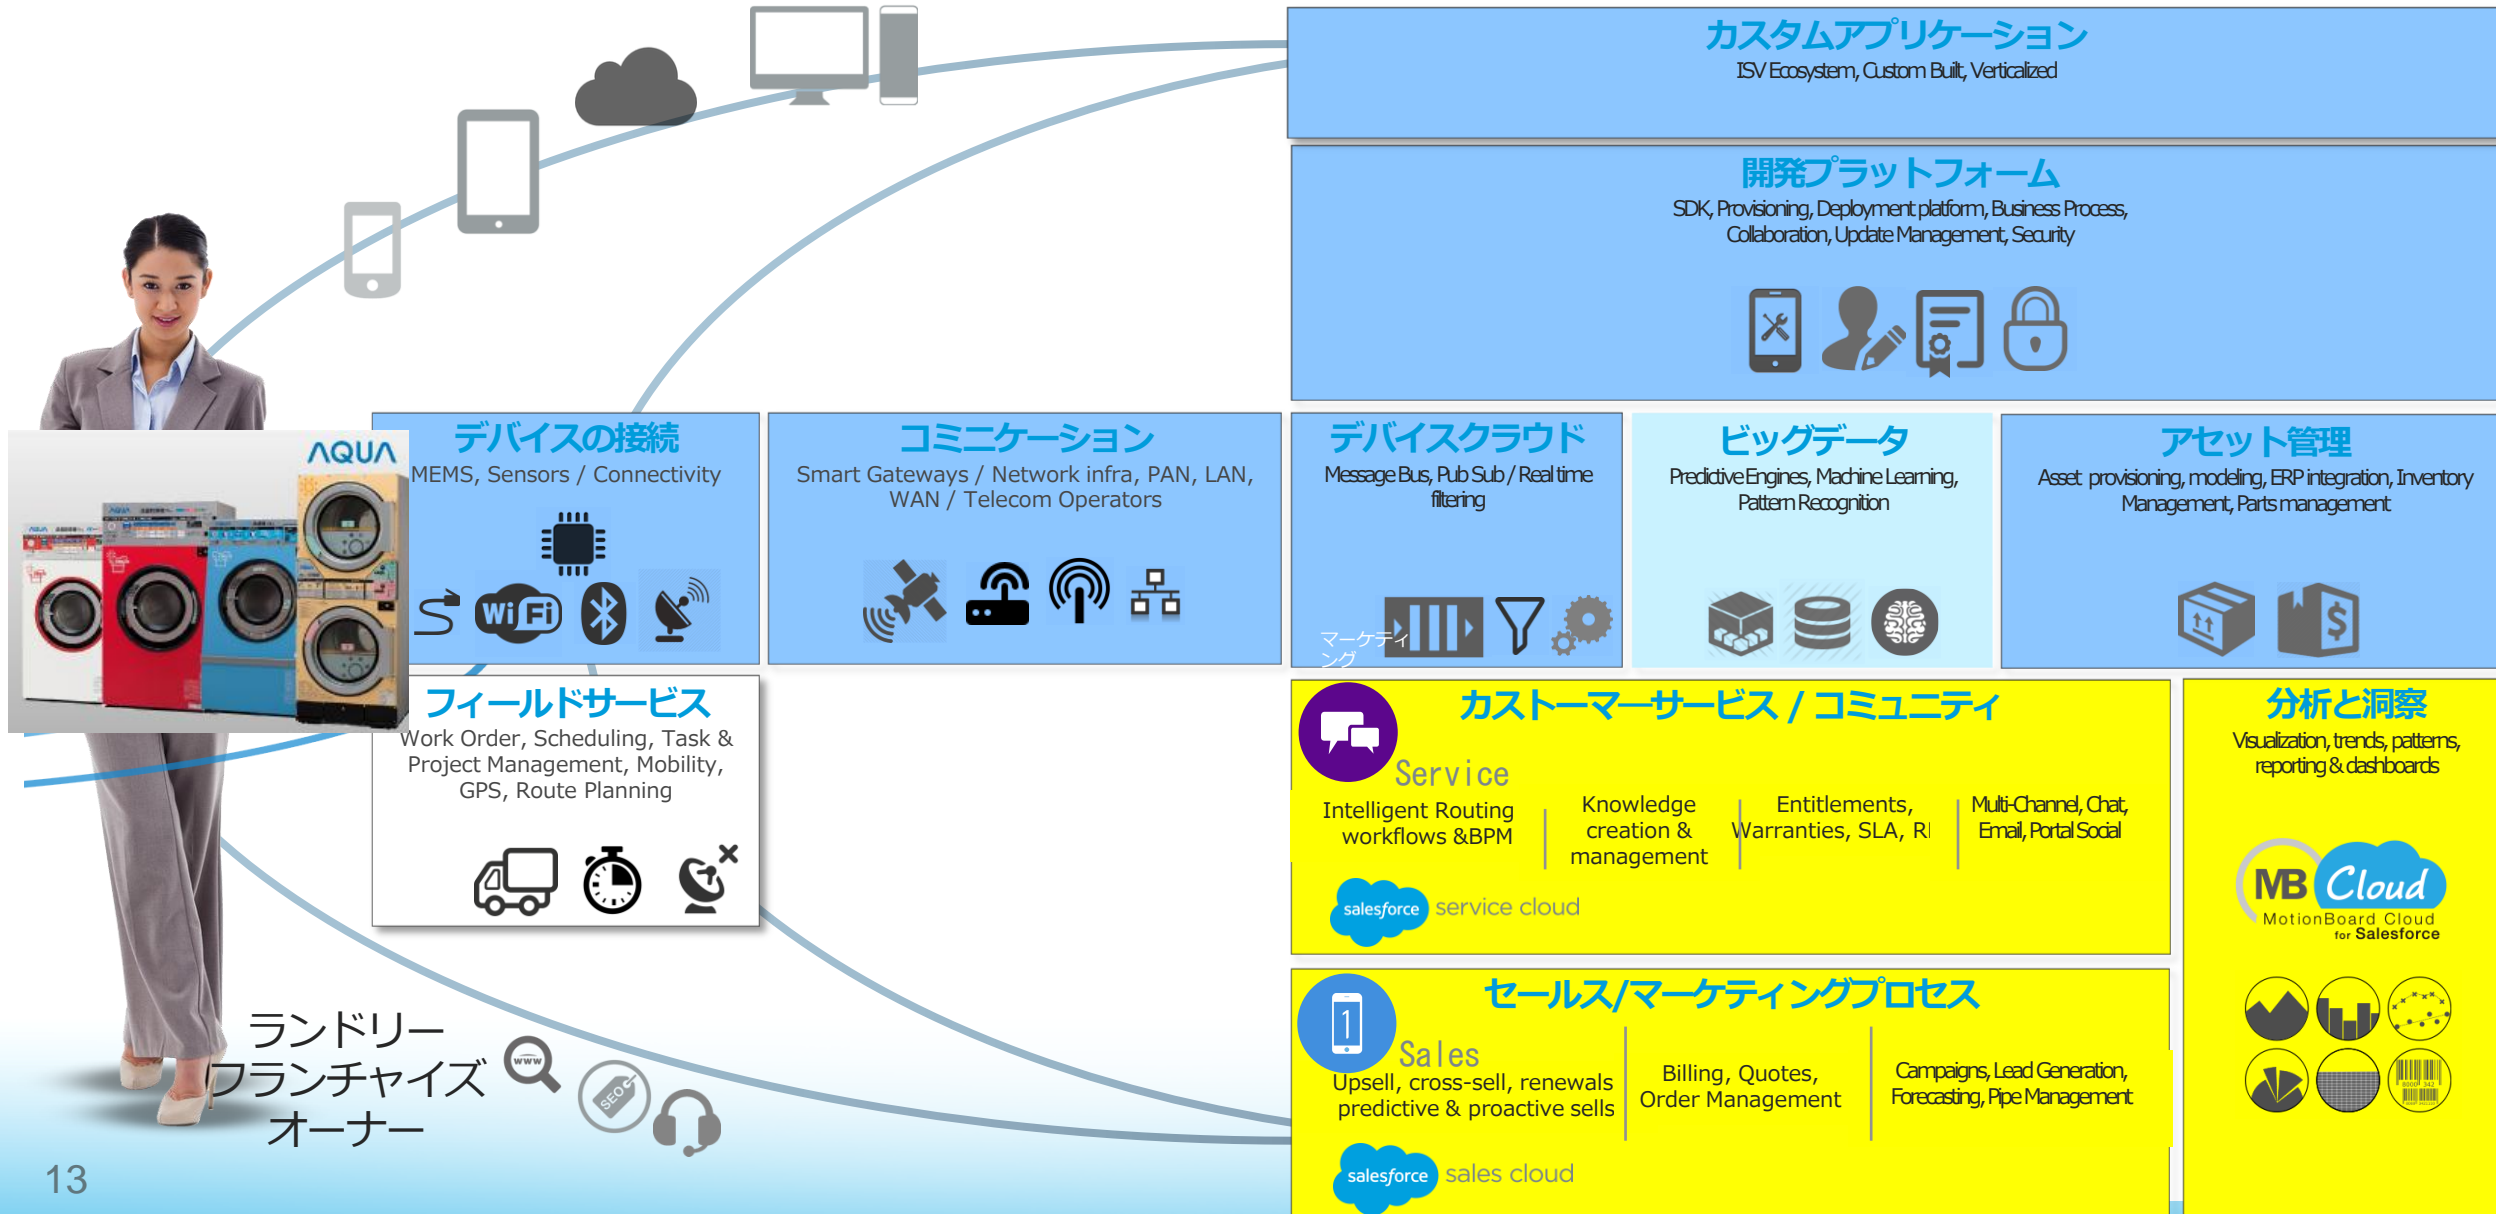 カスタムアプリケーション
ISV Ecosystem, Custom Built, Verticalized
開発プラットフォーム
SDK, Provisioning, Deployment platform, Business Process,
Collaboration, Update Management, Security
デバイスの接続
MEMS, Sensors / Connectivity
Wi Fi
コミニケーション
Smart Gateways / Network infra, PAN, LAN,
WAN / Telecom Operators
デバイスクラウド
Message Bus, Pub Sub / Real time
filtering
マーケティ
ング
ビッグデータ
Predictive Engines, Machine Learning,
Pattern Recognition
アセット管理
Asset provisioning, modeling, ERP integration, Inventory
Management, Parts management
$
AQUA
フィールドサービス
Work Order, Scheduling, Task &
Project Management, Mobility,
GPS, Route Planning
カストーマーサービス / コミュニティ
Service
Intelligent Routing
workflows &BPM
Knowledge
creation &
management
Entitlements,
Warranties, SLA, R
Multi-Channel, Chat,
Email, Portal Social
salesforce service cloud
分析と洞察
Visualization, trends, patterns,
reporting & dashboards
MB Cloud
MotionBoard Cloud
for Salesforce
8000 342
セールス/マーケティングプロセス
1
Sales
Upsell, cross-sell, renewals
predictive & proactive sells
Billing, Quotes,
Order Management
Campaigns, Lead Generation,
Forecasting, Pipe Management
salesforce sales cloud
ランドリー
フランチャイズ
オーナー
www
SEO
13